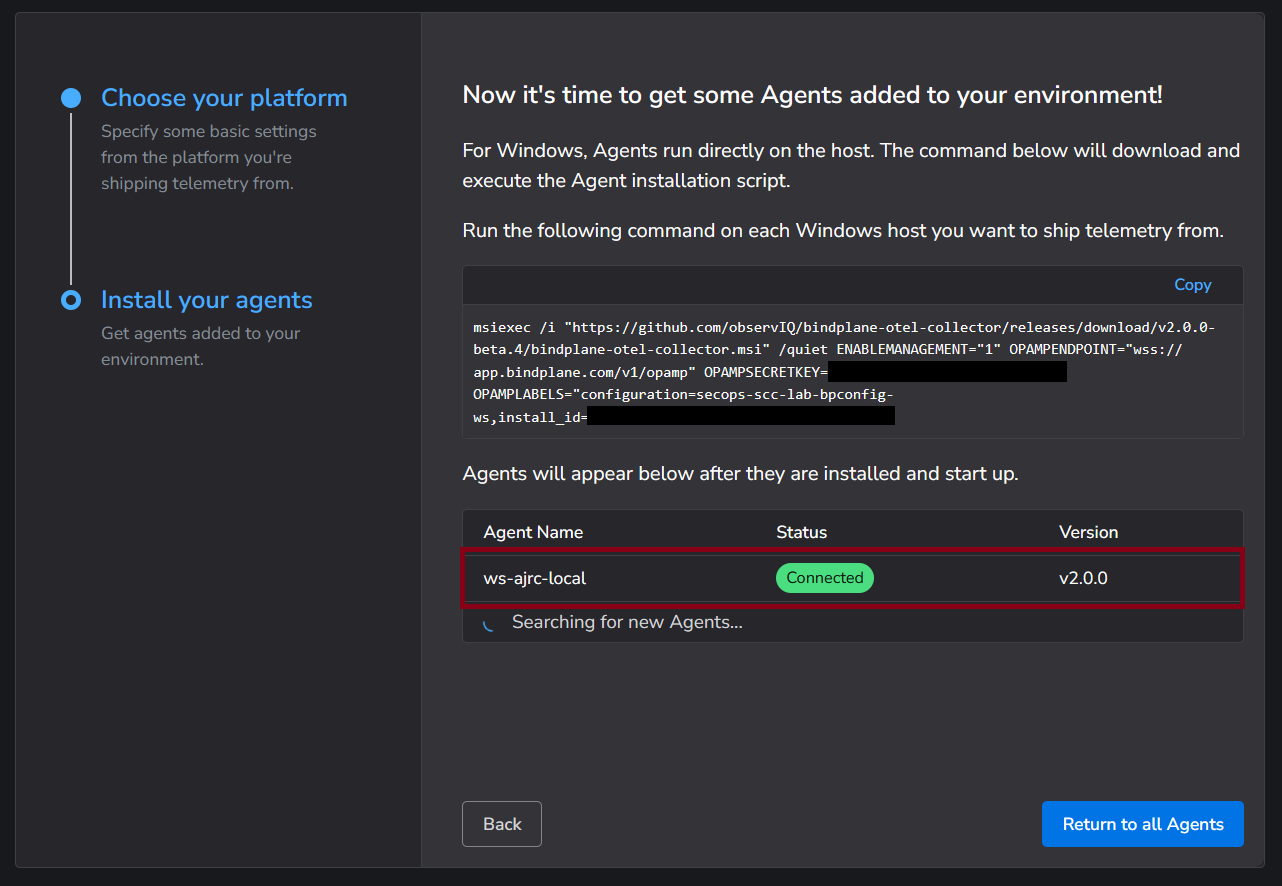 Choose your platform
Specify some basic settings
from the platform you're
shipping telemetry from.
Install your agents
Get agents added to your
environment.
Now it's time to get some Agents added to your environment!
For Windows, Agents run directly on the host. The command below will download and
execute the Agent installation script.
Run the following command on each Windows host you want to ship telemetry from.
Copy
msiexec /i "https://github.com/observIQ/bindplane-otel-collector/releases/download/v2.0.0-
beta.4/bindplane-otel-collector.msi" /quiet ENABLEMANAGEMENT="1" OPAMPENDPOINT="wss://
app.bindplane.com/v1/opamp" OPAMPSECRETKEY=
OPAMPLABELS="configuration=secops-scc-lab-bpconfig-
ws,install_id=
Agents will appear below after they are installed and start up.
Agent Name Status Version
ws-ajrc-local Connected v2.0.0
Searching for new Agents...
Back Return to all Agents